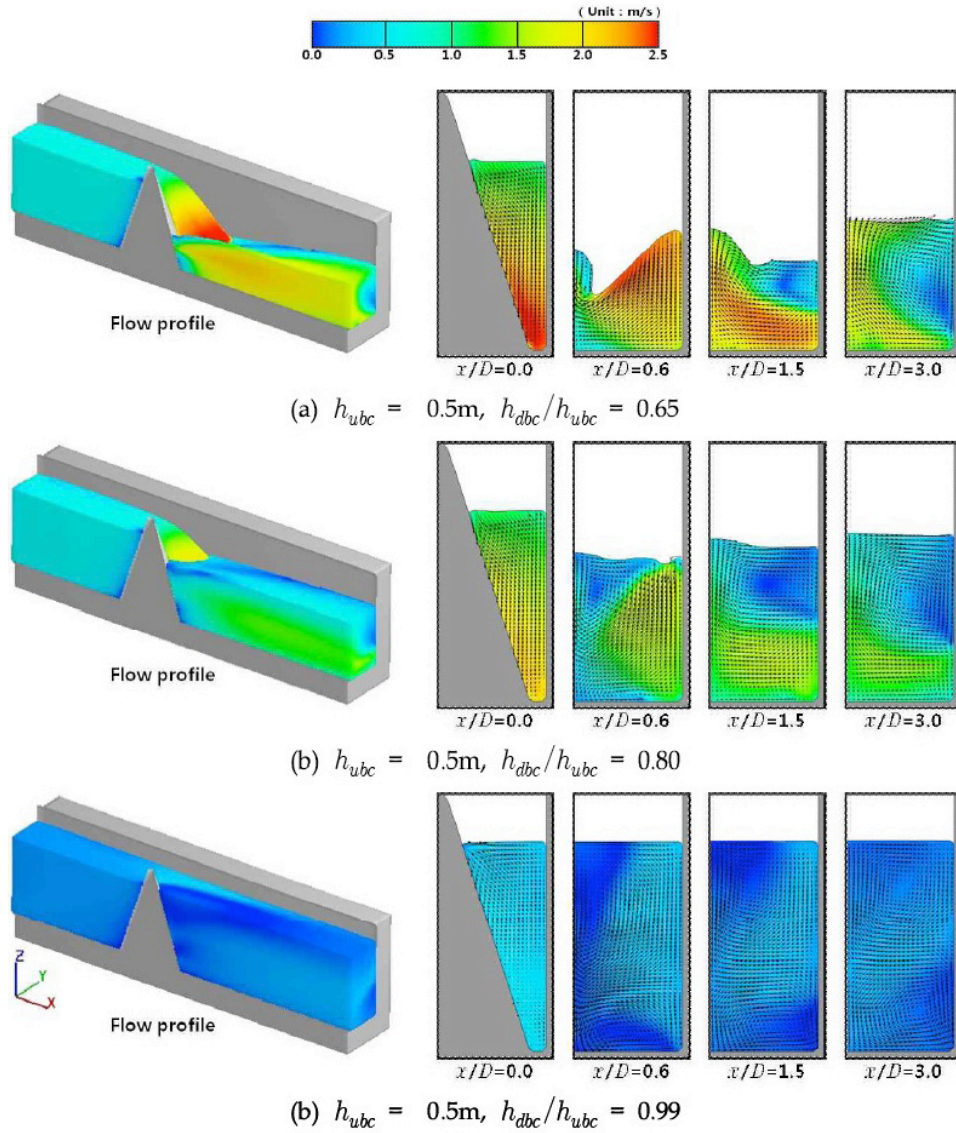 ( Unit : m/s )
0.0 0.5 1.0 1.5 2.0 2.5
Flow profile
x/D=0.0 x/D=0.6 x/D=1.5 x/D=3.0
(a) h_ubc = 0.5m, h_dbc/h_ubc = 0.65
Flow profile
x/D=0.0 x/D=0.6 x/D=1.5 x/D=3.0
(b) h_ubc = 0.5m, h_dbc/h_ubc = 0.80
Z
Y
X
Flow profile
x/D=0.0 x/D=0.6 x/D=1.5 x/D=3.0
(b) h_ubc = 0.5m, h_dbc/h_ubc = 0.99